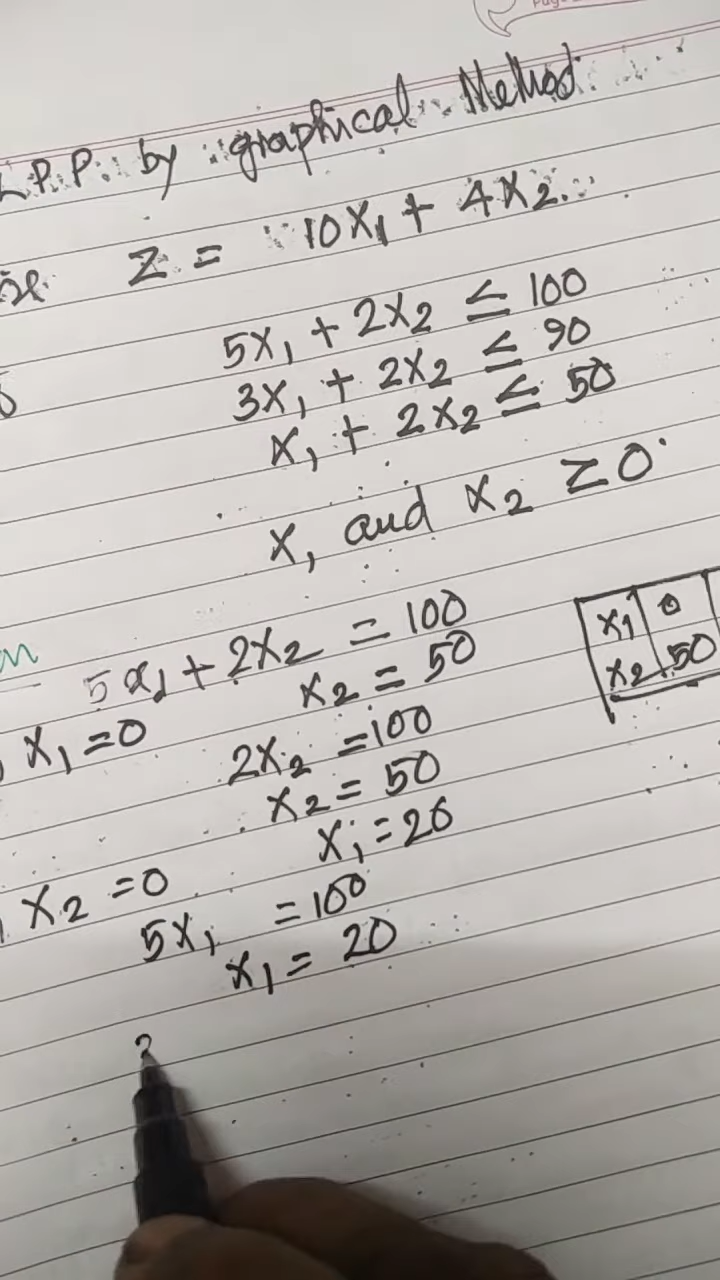 L.P.P. by graphical Method
Z = 10X₁ + 4X₂
5X₁ + 2X₂ ≤ 100
3X₁ + 2X₂ ≤ 90
X₁ + 2X₂ ≤ 50
X₁ and X₂ ≥ 0
5x₁ + 2X₂ = 100
X₁ = 0 X₂ = 50
2X₂ = 100
X₂ = 50
X₂ = 0 X₁ = 20
5X₁ = 100
X₁ = 20
X₁ 0
X₂ 50